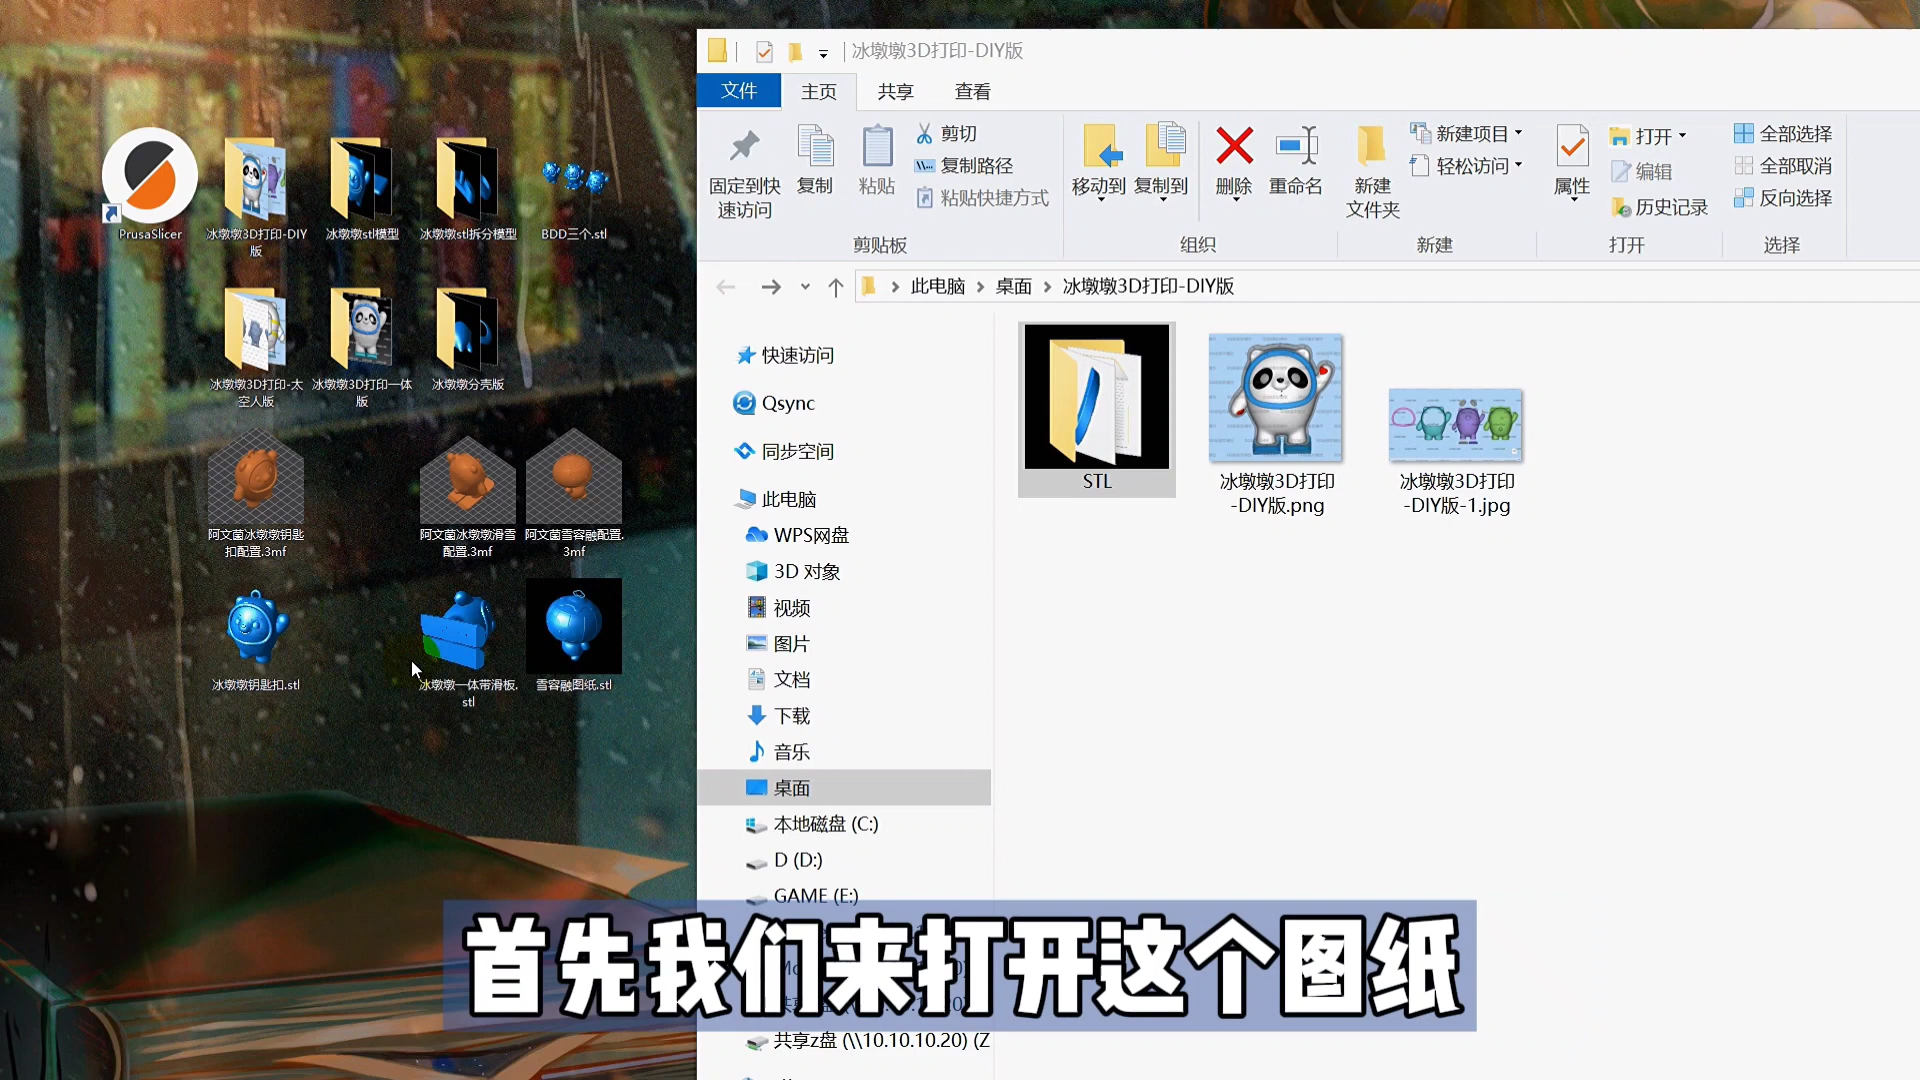 PrusaSlicer
冰墩墩3D打印-DIY
版
冰墩墩stl模型
冰墩墩stl拆分模型
BDD三个.stl
冰墩墩3D打印-太
空人版
冰墩墩3D打印一体
版
冰墩墩分壳版
阿文菌冰墩墩钥匙
扣配置.3mf
阿文菌冰墩墩滑雪
配置.3mf
阿文菌雪容融配置.
3mf
冰墩墩钥匙扣.stl
冰墩墩一体带滑板.
stl
雪容融图纸.stl
冰墩墩3D打印-DIY版
文件 主页 共享 查看
固定到快
速访问
复制
粘贴
剪切
复制路径
粘贴快捷方式
剪贴板
移动到
复制到
删除
重命名
组织
新建
文件夹
新建项目
轻松访问
新建
属性
打开
编辑
历史记录
打开
全部选择
全部取消
反向选择
选择
此电脑 桌面 冰墩墩3D打印-DIY版
快速访问
Qsync
同步空间
此电脑
WPS网盘
3D 对象
视频
图片
文档
下载
音乐
桌面
本地磁盘 (C:)
D (D:)
GAME (E:)
共享z盘 (\\10.10.10.20) (Z
STL
冰墩墩3D打印
-DIY版.png
冰墩墩3D打印
-DIY版-1.jpg
首先我们来打开这个图纸